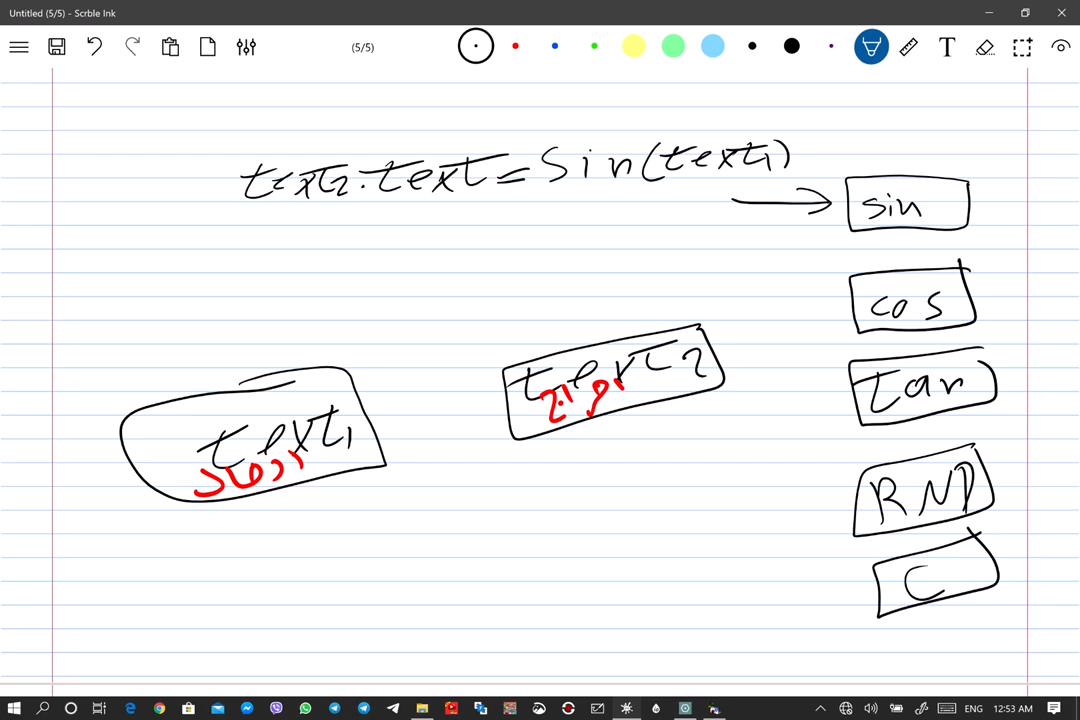 Untitled (5/5) - Scrble Ink
(5/5)
T
text2.text=Sin(text1)
sin
cos
text2
tan
text1
RND
C
ENG 12:53 AM